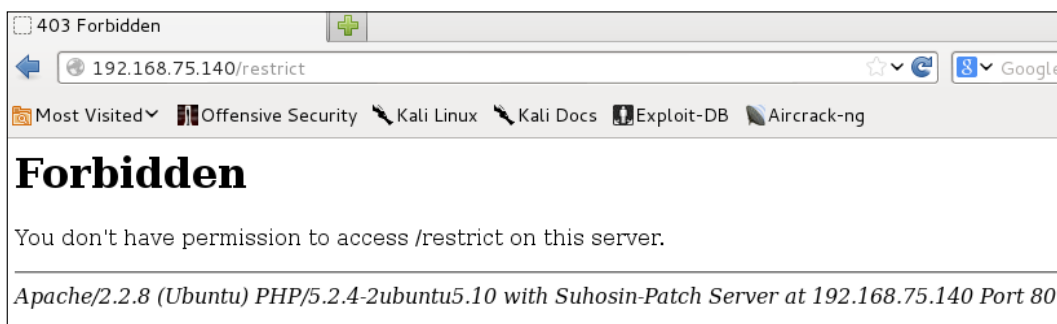 403 Forbidden
192.168.75.140/restrict
8 Google
Most Visited Offensive Security Kali Linux Kali Docs Exploit-DB Aircrack-ng
Forbidden
You don't have permission to access /restrict on this server.
Apache/2.2.8 (Ubuntu) PHP/5.2.4-2ubuntu5.10 with Suhosin-Patch Server at 192.168.75.140 Port 80